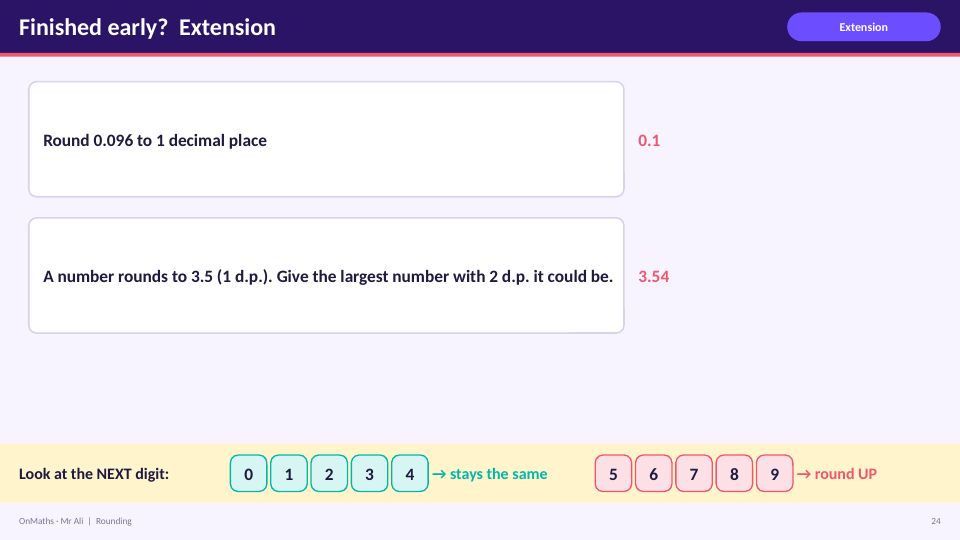 Finished early?  Extension
Extension
Round 0.096 to 1 decimal place
0.1
A number rounds to 3.5 (1 d.p.). Give the largest number with 2 d.p. it could be.
3.54
Look at the NEXT digit: 0 1 2 3 4 → stays the same 5 6 7 8 9 → round UP
OnMaths - Mr Ali | Rounding
24